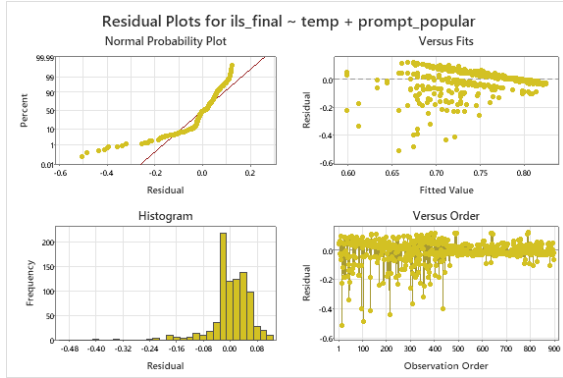 Residual Plots for ils_final ~ temp + prompt_popular
Normal Probability Plot
99.99
99
90
50
10
1
0.01
Percent
-0.6 -0.4 -0.2 0.0 0.2
Residual
Versus Fits
0.0
-0.2
-0.4
-0.6
Residual
0.60 0.65 0.70 0.75 0.80
Fitted Value
Histogram
200
150
100
50
0
Frequency
-0.48 -0.40 -0.32 -0.24 -0.16 -0.08 0.00 0.08
Residual
Versus Order
0.0
-0.2
-0.4
-0.6
Residual
1 100 200 300 400 500 600 700 800 900
Observation Order